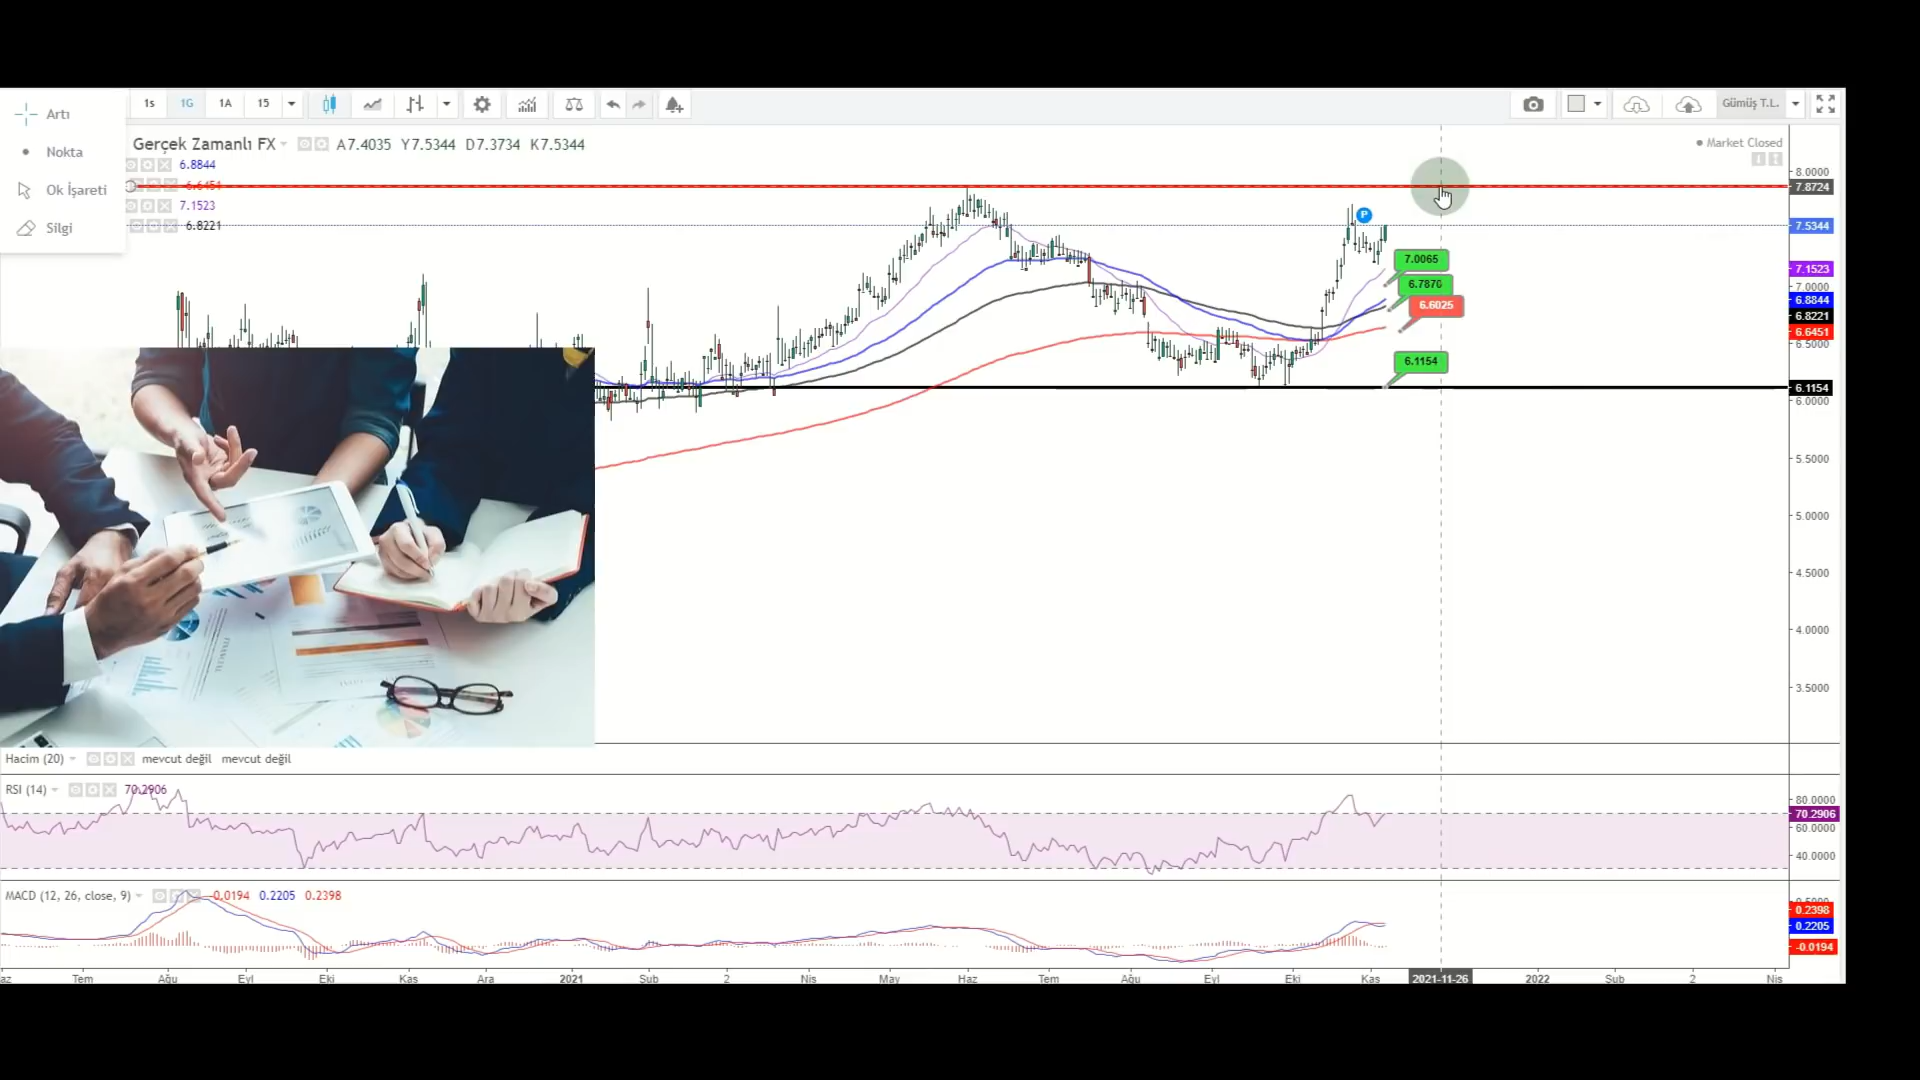 Artı
Nokta
Ok İşareti
Silgi
1s 1G 1A 15
Gümüş T.L.
Gerçek Zamanlı FX A7.4035 Y7.5344 D7.3734 K7.5344
Market Closed
6.8844
6.6451
7.1523
6.8221
8.0000
7.8724
7.5344
7.1523
7.0000
6.8844
6.8221
6.6451
6.5000
6.1154
6.0000
5.5000
5.0000
4.5000
4.0000
3.5000
P
7.0065
6.7870
6.6025
6.1154
Hacim (20) mevcut değil mevcut değil
RSI (14) 70.2906
80.0000
70.2906
60.0000
40.0000
MACD (12, 26, close, 9) -0.0194 0.2205 0.2398
0.2398
0.2205
-0.0194
az Tem Ağu Eyl Eki Kas Ara 2021 Şub 2 Nis May Haz Tem Ağu Eyl Eki Kas 2021-11-26 2022 Şub 2 Nis